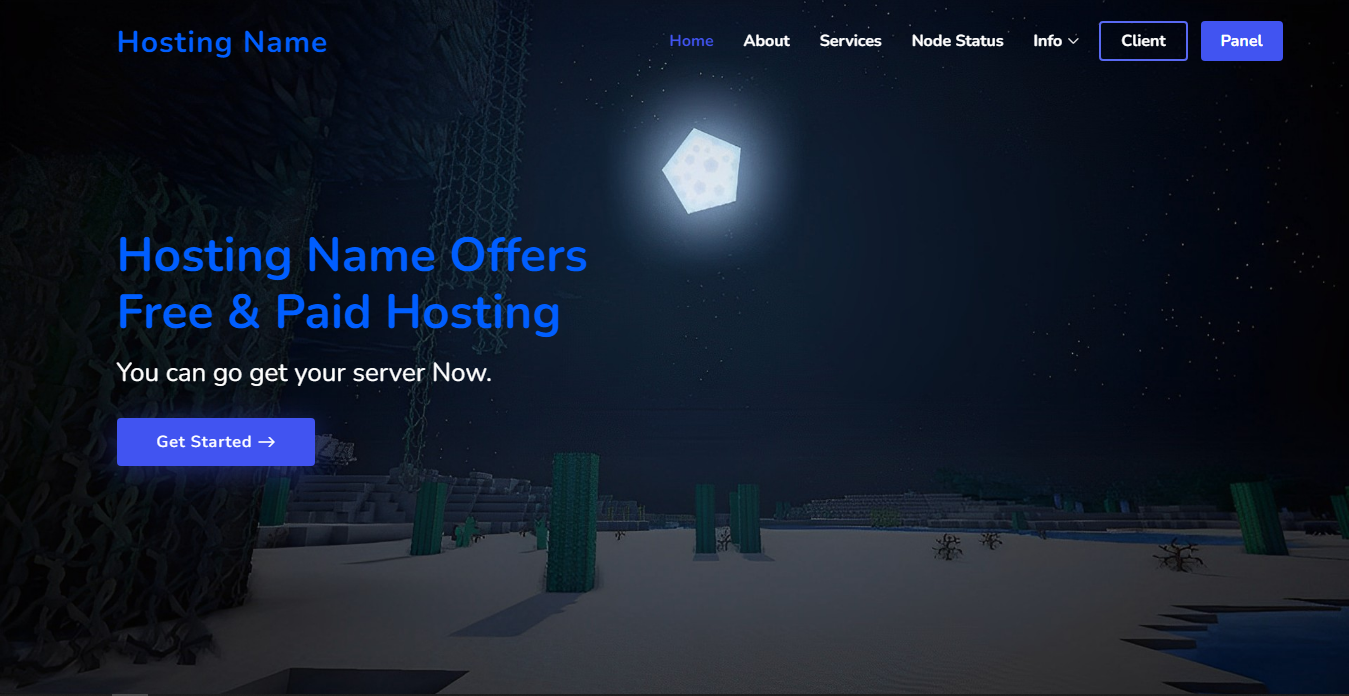 Hosting Name
Home About Services Node Status Info Client Panel
Hosting Name Offers
Free & Paid Hosting
You can go get your server Now.
Get Started →